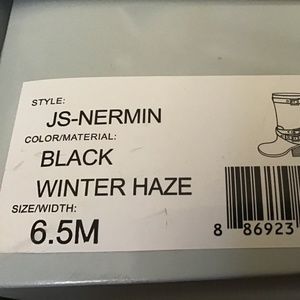 STYLE:
JS-NERMIN
COLOR/MATERIAL:
BLACK
WINTER HAZE
SIZE/WIDTH:
6.5M
8 86923